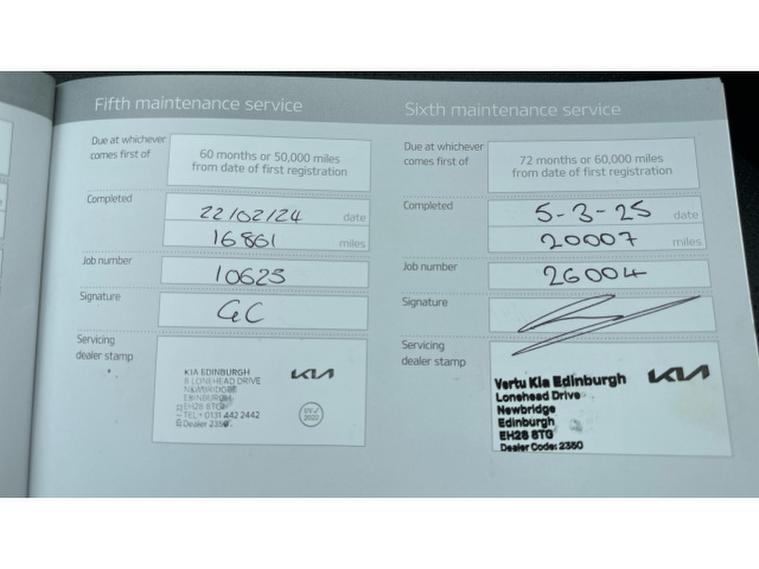 Fifth maintenance service
Due at whichever
comes first of
60 months or 50,000 miles
from date of first registration
Completed
22/02/24 date
16861 miles
Job number
10623
Signature
GC
Servicing
dealer stamp
KIA EDINBURGH
8 LONEHEAD DRIVE
NEWBRIDGE
EDINBURGH
EH28 8TG
TEL: 0131 442 2442
Dealer 2350
KIA
2022
Sixth maintenance service
Due at whichever
comes first of
72 months or 60,000 miles
from date of first registration
Completed
5-3-25 date
20007 miles
Job number
26004
Signature
Servicing
dealer stamp
Vertu Kia Edinburgh
Lonehead Drive
Newbridge
Edinburgh
EH28 8TG
Dealer Code: 2350
KIA